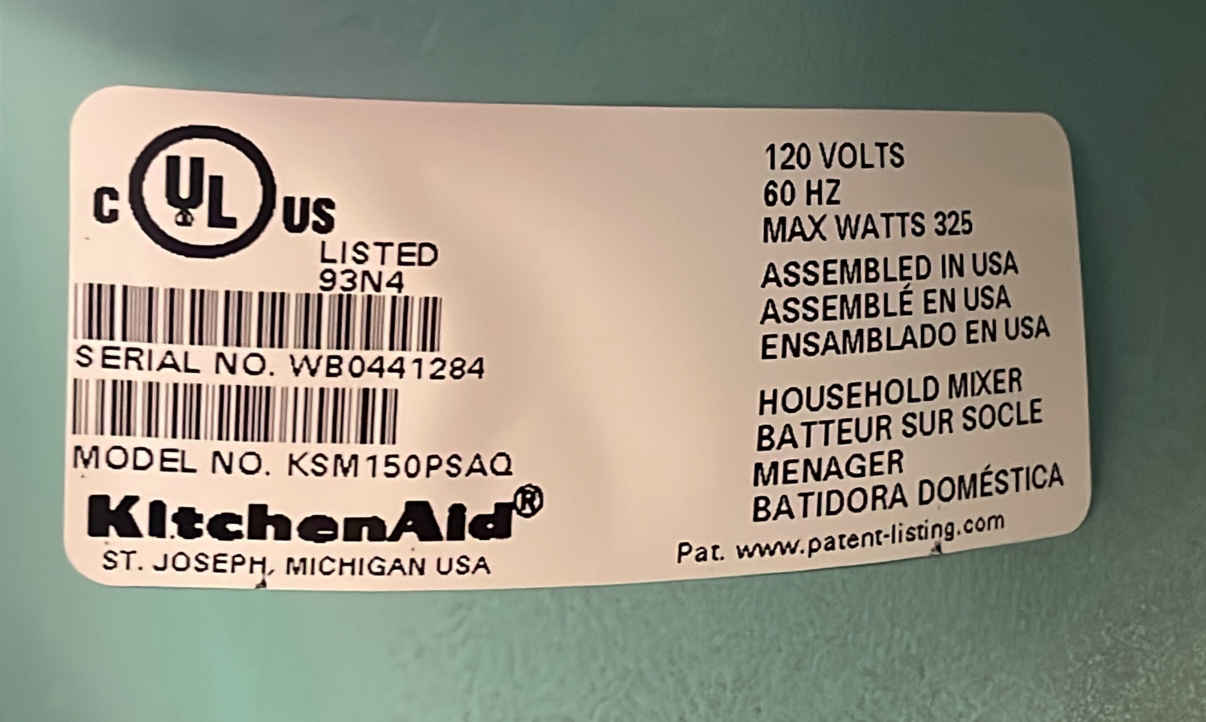 C UL US
LISTED
93N4
SERIAL NO. WB0441284
MODEL NO. KSM150PSAQ
KitchenAid®
ST. JOSEPH, MICHIGAN USA
120 VOLTS
60 HZ
MAX WATTS 325
ASSEMBLED IN USA
ASSEMBLÉ EN USA
ENSAMBLADO EN USA
HOUSEHOLD MIXER
BATTEUR SUR SOCLE
MENAGER
BATIDORA DOMÉSTICA
Pat. www.patent-listing.com